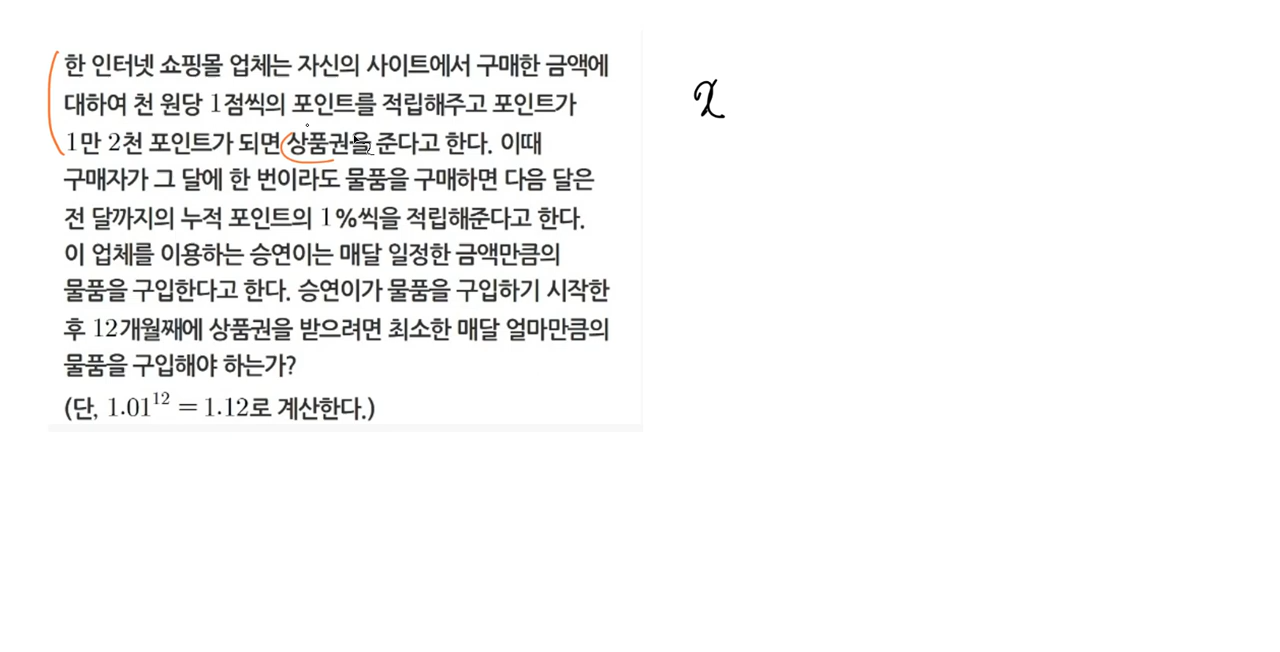 한 인터넷 쇼핑몰 업체는 자신의 사이트에서 구매한 금액에
대하여 천 원당 1점씩의 포인트를 적립해주고 포인트가
1만 2천 포인트가 되면 상품권을 준다고 한다. 이때
구매자가 그 달에 한 번이라도 물품을 구매하면 다음 달은
전 달까지의 누적 포인트의 1%씩을 적립해준다고 한다.
이 업체를 이용하는 승연이는 매달 일정한 금액만큼의
물품을 구입한다고 한다. 승연이가 물품을 구입하기 시작한
후 12개월째에 상품권을 받으려면 최소한 매달 얼마만큼의
물품을 구입해야 하는가?
(단, 1.01^{12} = 1.12로 계산한다.)
x